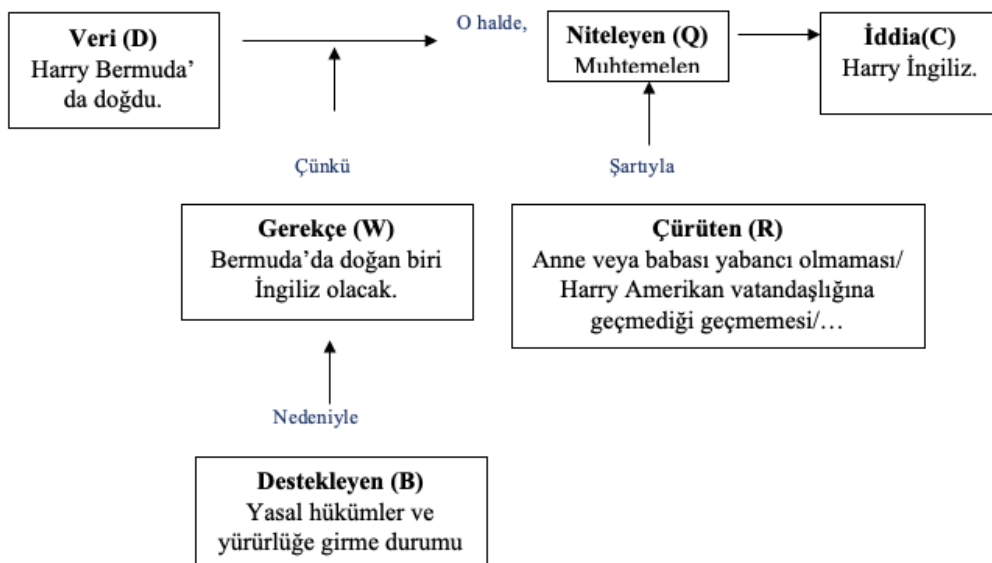 O halde,
Veri (D)
Harry Bermuda’
da doğdu.
Niteleyen (Q)
Muhtemelen
İddia(C)
Harry İngiliz.
Çünkü
Şartıyla
Gerekçe (W)
Bermuda’da doğan biri
İngiliz olacak.
Çürüten (R)
Anne veya babası yabancı olmaması/
Harry Amerikan vatandaşlığına
geçmediği geçmemesi/…
Nedeniyle
Destekleyen (B)
Yasal hükümler ve
yürürlüğe girme durumu